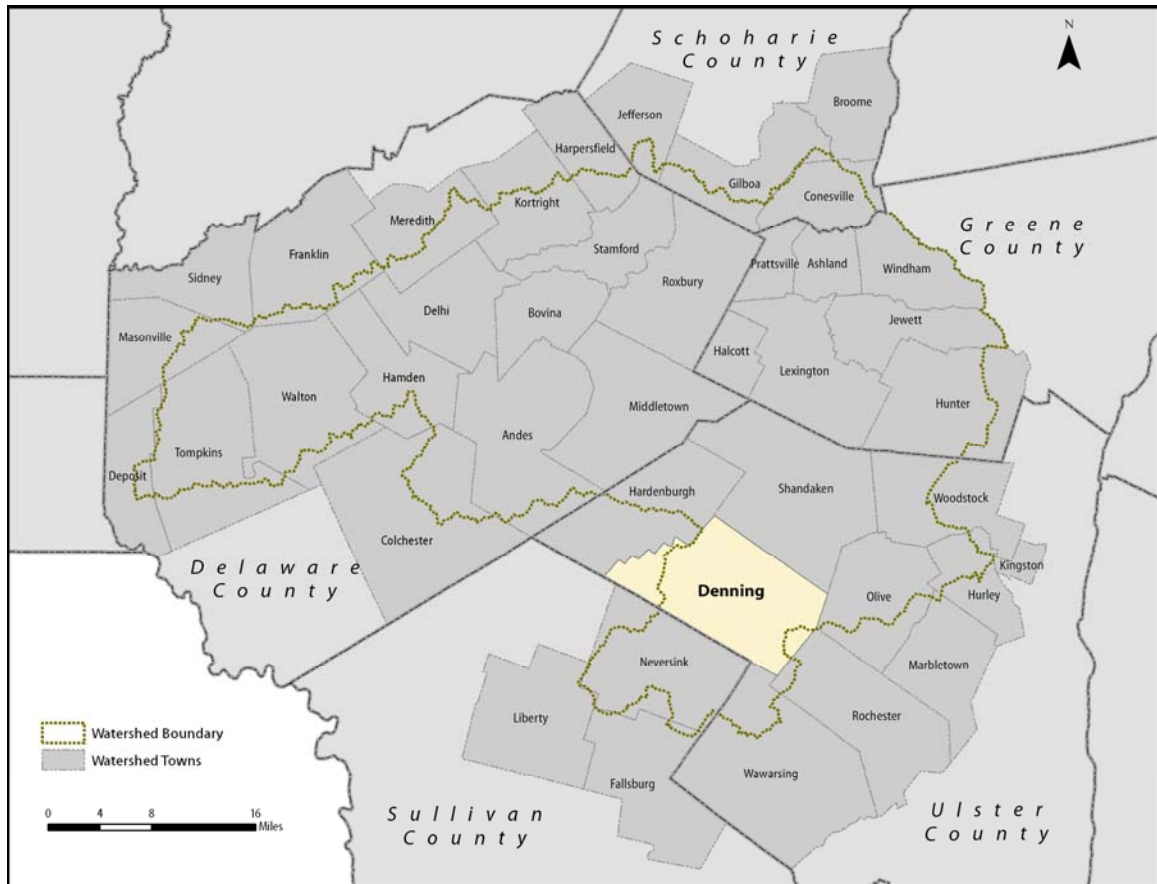 Schoharie
County
N
Broome
Jefferson
Harpersfield
Gilboa
Conesville
Kortright
Meredith
Greene
County
Franklin
Stamford
Prattsville
Ashland
Windham
Sidney
Roxbury
Delhi
Bovina
Jewett
Masonville
Halcott
Lexington
Hamden
Walton
Middletown
Hunter
Andes
Tompkins
Deposit
Hardenburgh
Shandaken
Woodstock
Colchester
Delaware
County
Kingston
Denning
Olive
Hurley
Neversink
Marbletown
Liberty
Rochester
Watershed Boundary
Watershed Towns
Wawarsing
Fallsburg
0 4 8 16
Miles
Sullivan
County
Ulster
County